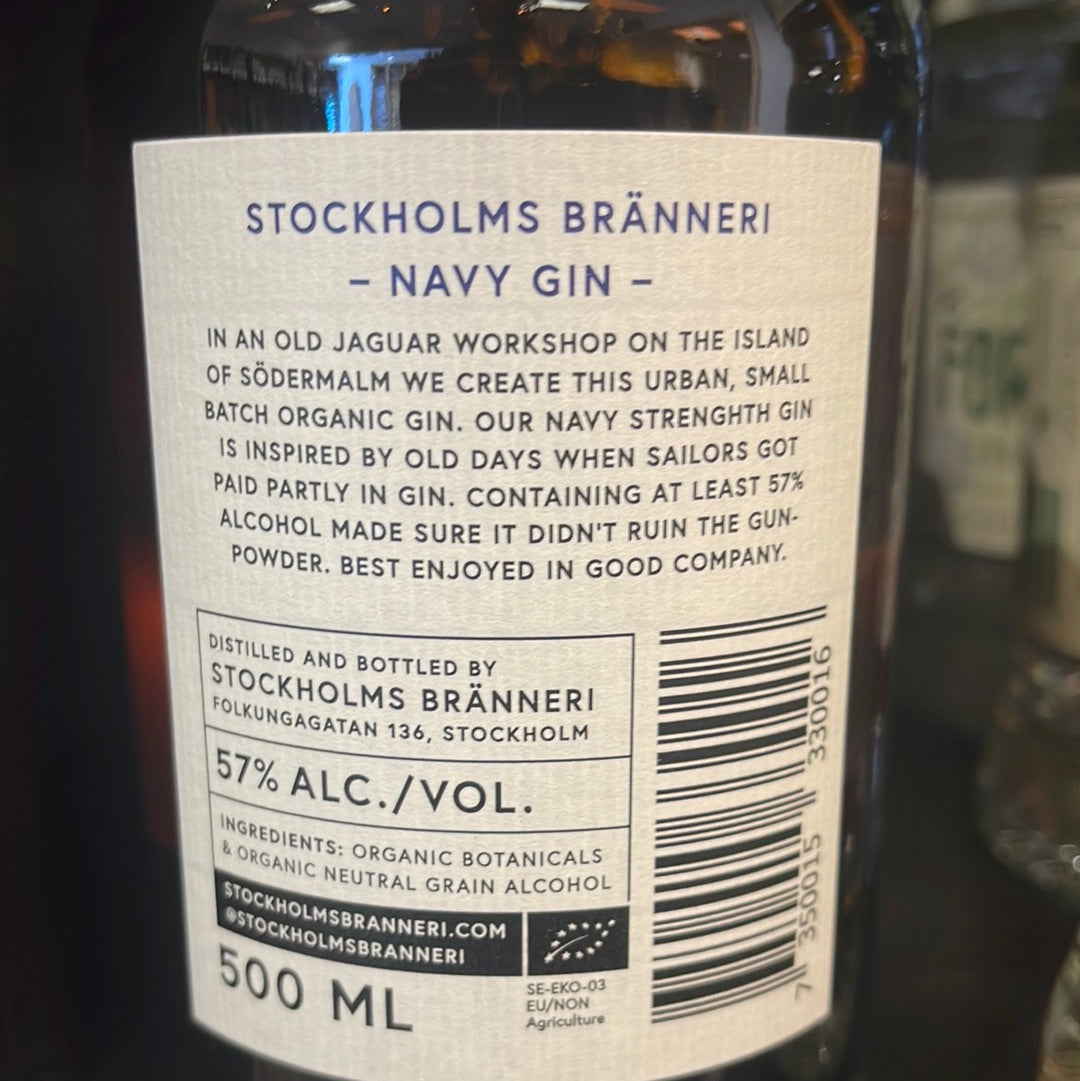 STOCKHOLMS BRÄNNERI
– NAVY GIN –
IN AN OLD JAGUAR WORKSHOP ON THE ISLAND
OF SÖDERMALM WE CREATE THIS URBAN, SMALL
BATCH ORGANIC GIN. OUR NAVY STRENGHTH GIN
IS INSPIRED BY OLD DAYS WHEN SAILORS GOT
PAID PARTLY IN GIN. CONTAINING AT LEAST 57%
ALCOHOL MADE SURE IT DIDN'T RUIN THE GUN-
POWDER. BEST ENJOYED IN GOOD COMPANY.
DISTILLED AND BOTTLED BY
STOCKHOLMS BRÄNNERI
FOLKUNGAGATAN 136, STOCKHOLM
57% ALC./VOL.
INGREDIENTS: ORGANIC BOTANICALS
& ORGANIC NEUTRAL GRAIN ALCOHOL
STOCKHOLMSBRANNERI.COM
@STOCKHOLMSBRANNERI
500 ML
SE-EKO-03
EU/NON
Agriculture
7 350015 330016